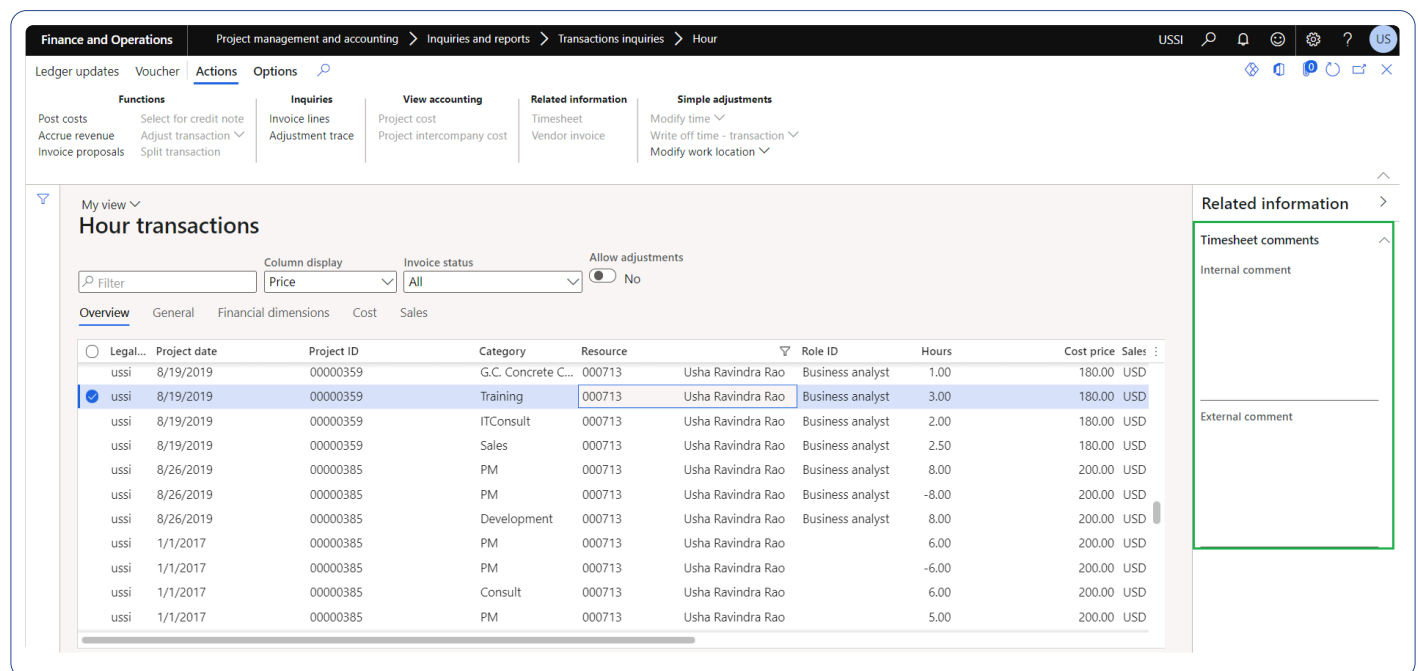 Finance and Operations Project management and accounting > Inquiries and reports > Transactions inquiries > Hour USSI ? US
Ledger updates Voucher Actions Options 0
Functions Inquiries View accounting Related information Simple adjustments
Post costs Select for credit note Invoice lines Project cost Timesheet Modify time
Accrue revenue Adjust transaction Adjustment trace Project intercompany cost Vendor invoice Write off time - transaction
Invoice proposals Split transaction Modify work location
My view Related information >
Hour transactions
Timesheet comments
Column display Invoice status Allow adjustments
Internal comment
Filter Price All No
Overview General Financial dimensions Cost Sales
Legal... Project date Project ID Category Resource Role ID Hours Cost price Sales
ussi 8/19/2019 00000359 G.C. Concrete C... 000713 Usha Ravindra Rao Business analyst 1.00 180.00 USD
ussi 8/19/2019 00000359 Training 000713 Usha Ravindra Rao Business analyst 3.00 180.00 USD
ussi 8/19/2019 00000359 ITConsult 000713 Usha Ravindra Rao Business analyst 2.00 180.00 USD
External comment
ussi 8/19/2019 00000359 Sales 000713 Usha Ravindra Rao Business analyst 2.50 180.00 USD
ussi 8/26/2019 00000385 PM 000713 Usha Ravindra Rao Business analyst 8.00 200.00 USD
ussi 8/26/2019 00000385 PM 000713 Usha Ravindra Rao Business analyst -8.00 200.00 USD
ussi 8/26/2019 00000385 Development 000713 Usha Ravindra Rao Business analyst 8.00 200.00 USD
ussi 1/1/2017 00000385 PM 000713 Usha Ravindra Rao 6.00 200.00 USD
ussi 1/1/2017 00000385 PM 000713 Usha Ravindra Rao -6.00 200.00 USD
ussi 1/1/2017 00000385 Consult 000713 Usha Ravindra Rao 6.00 200.00 USD
ussi 1/1/2017 00000385 PM 000713 Usha Ravindra Rao 5.00 200.00 USD